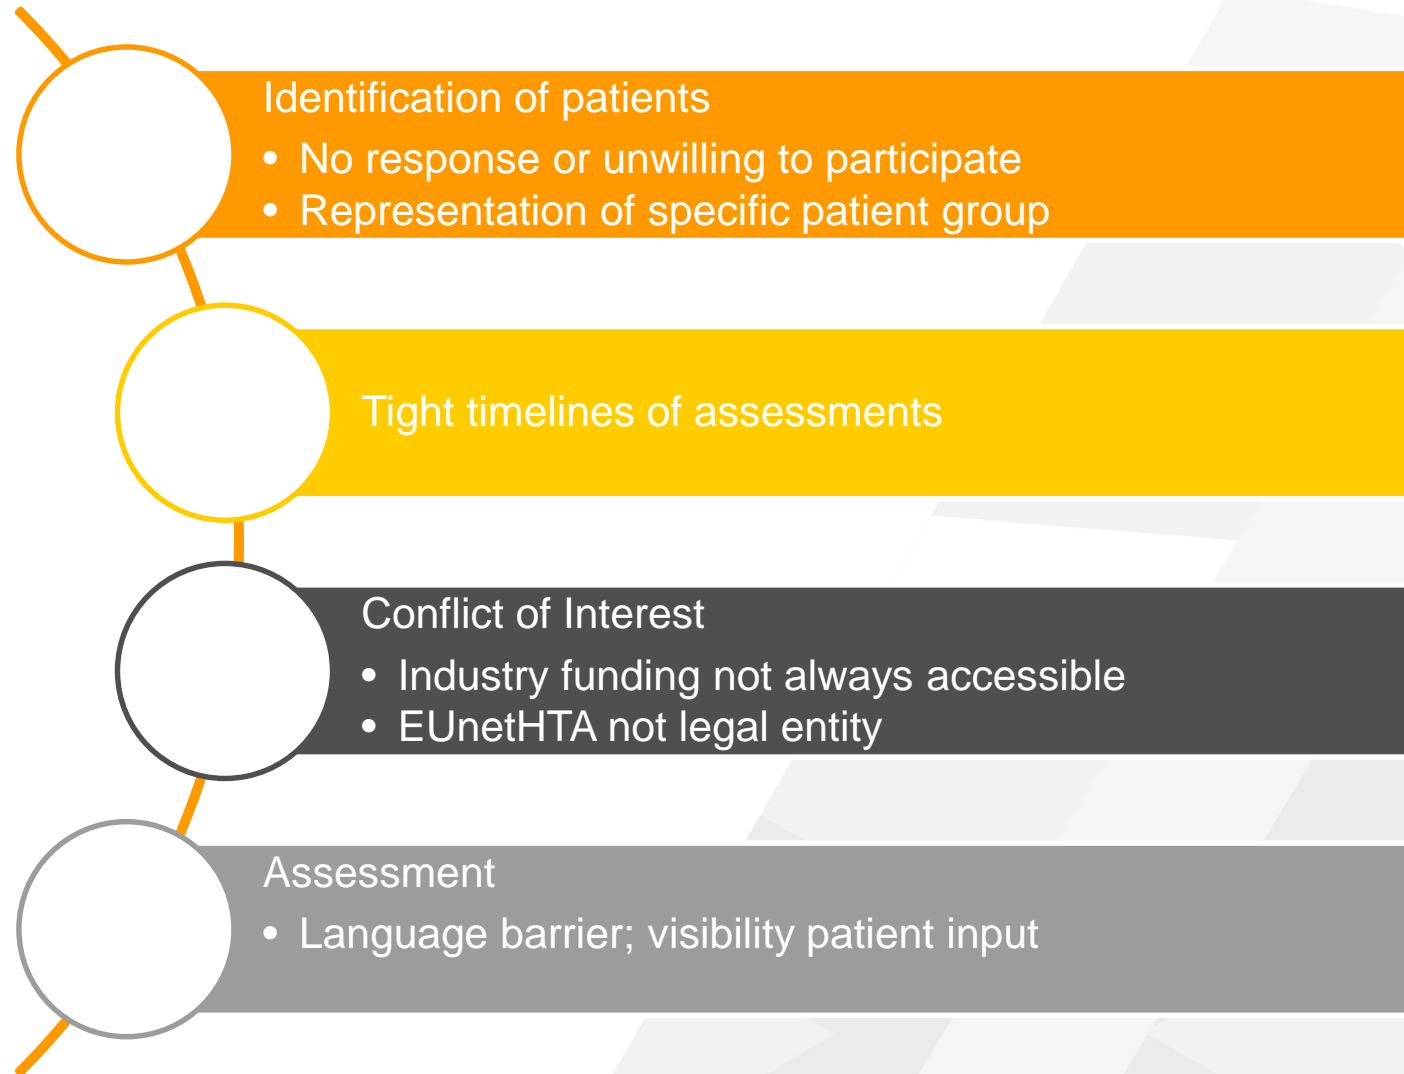 Identification of patients
• No response or unwilling to participate
• Representation of specific patient group
Tight timelines of assessments
Conflict of Interest
• Industry funding not always accessible
• EUnetHTA not legal entity
Assessment
• Language barrier; visibility patient input